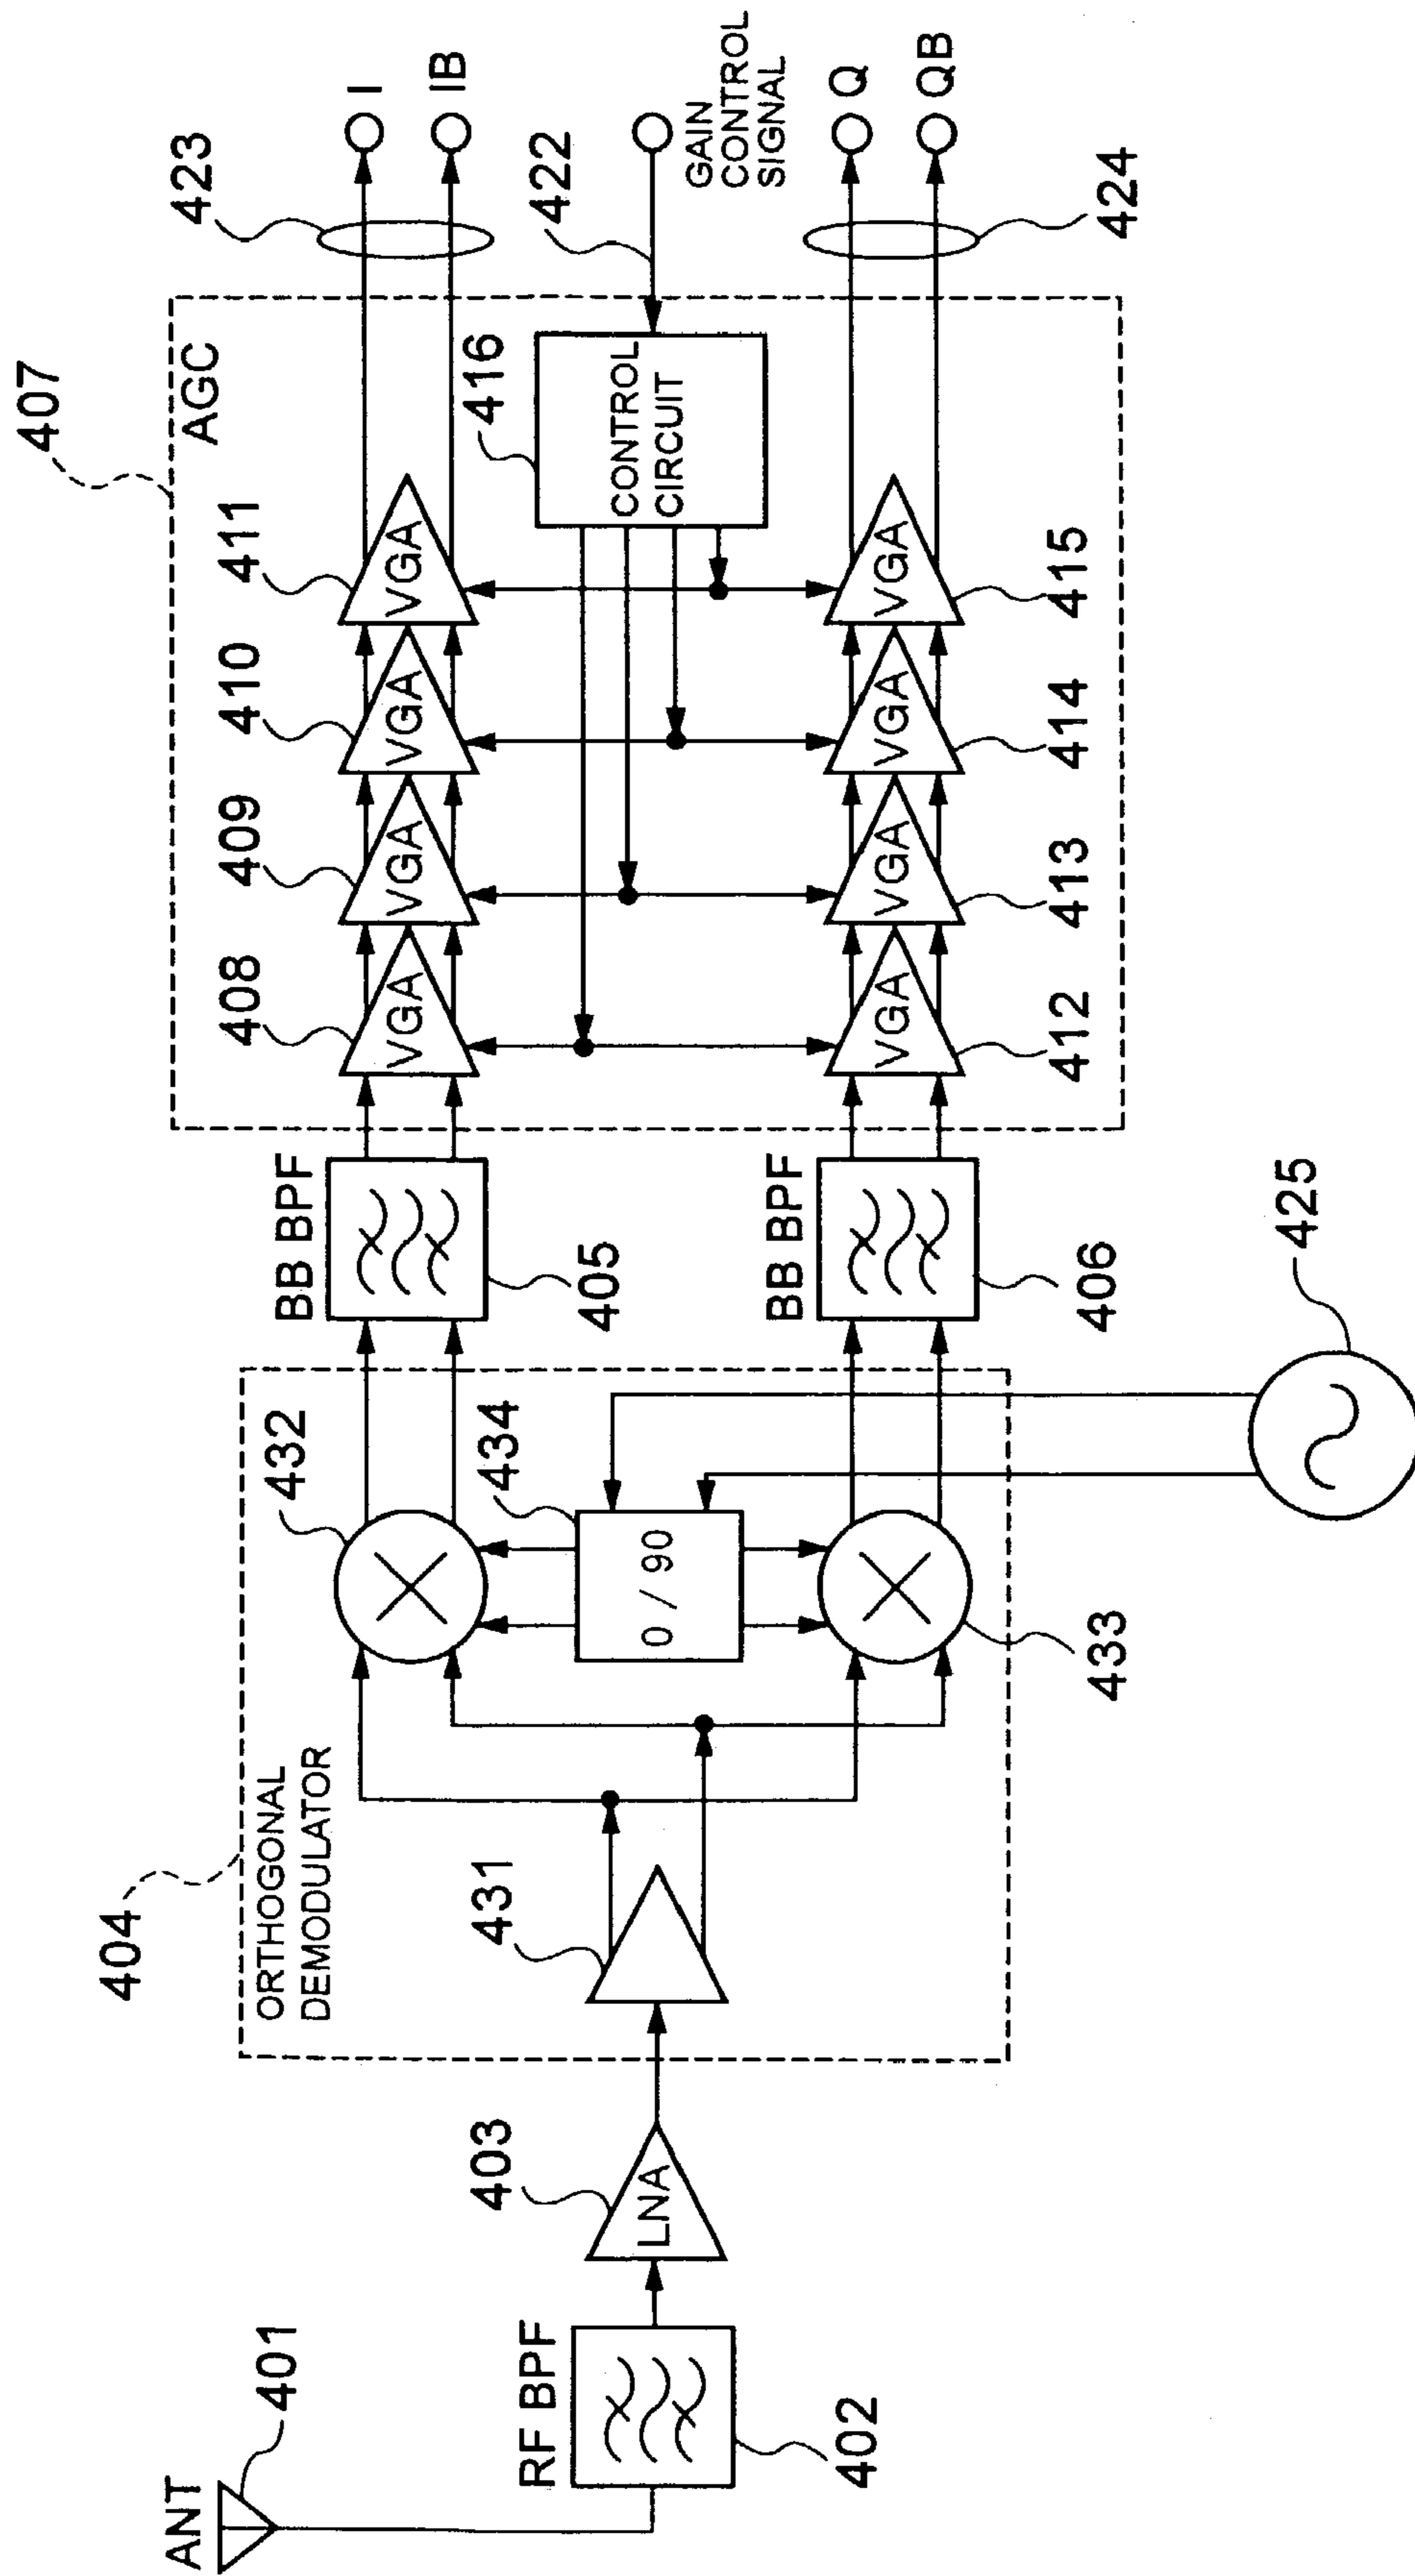 407
AGC
423
I
IB
411
410
409
408
VGA
VGA
VGA
VGA
416
CONTROL
CIRCUIT
422
GAIN
CONTROL
SIGNAL
VGA
VGA
VGA
VGA
412
413
414
415
Q
QB
424
BB BPF
405
BB BPF
406
425
404
ORTHOGONAL
DEMODULATOR
432
434
0 / 90
433
431
403
LNA
RF BPF
402
ANT
401